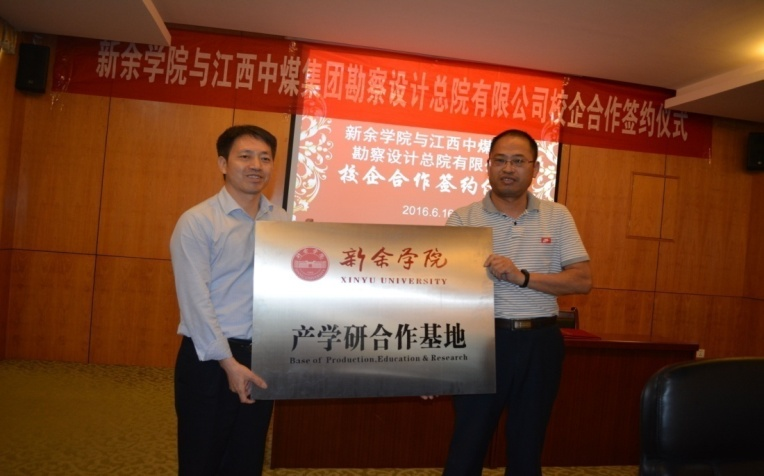 新余学院与江西中煤集团勘察设计总院有限公司校企合作签约仪式
新余学院与江西中煤
勘察设计总院有限
校企合作签约
2016.6.16
新余学院
XINYU UNIVERSITY
产学研合作基地
Base of Production,Education & Research